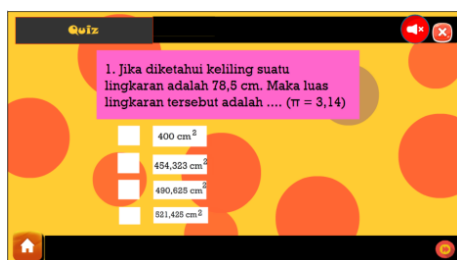 Quiz
1. Jika diketahui keliling suatu
lingkaran adalah 78,5 cm. Maka luas
lingkaran tersebut adalah .... (π = 3,14)
400 cm²
454,323 cm²
490,625 cm²
521,425 cm²